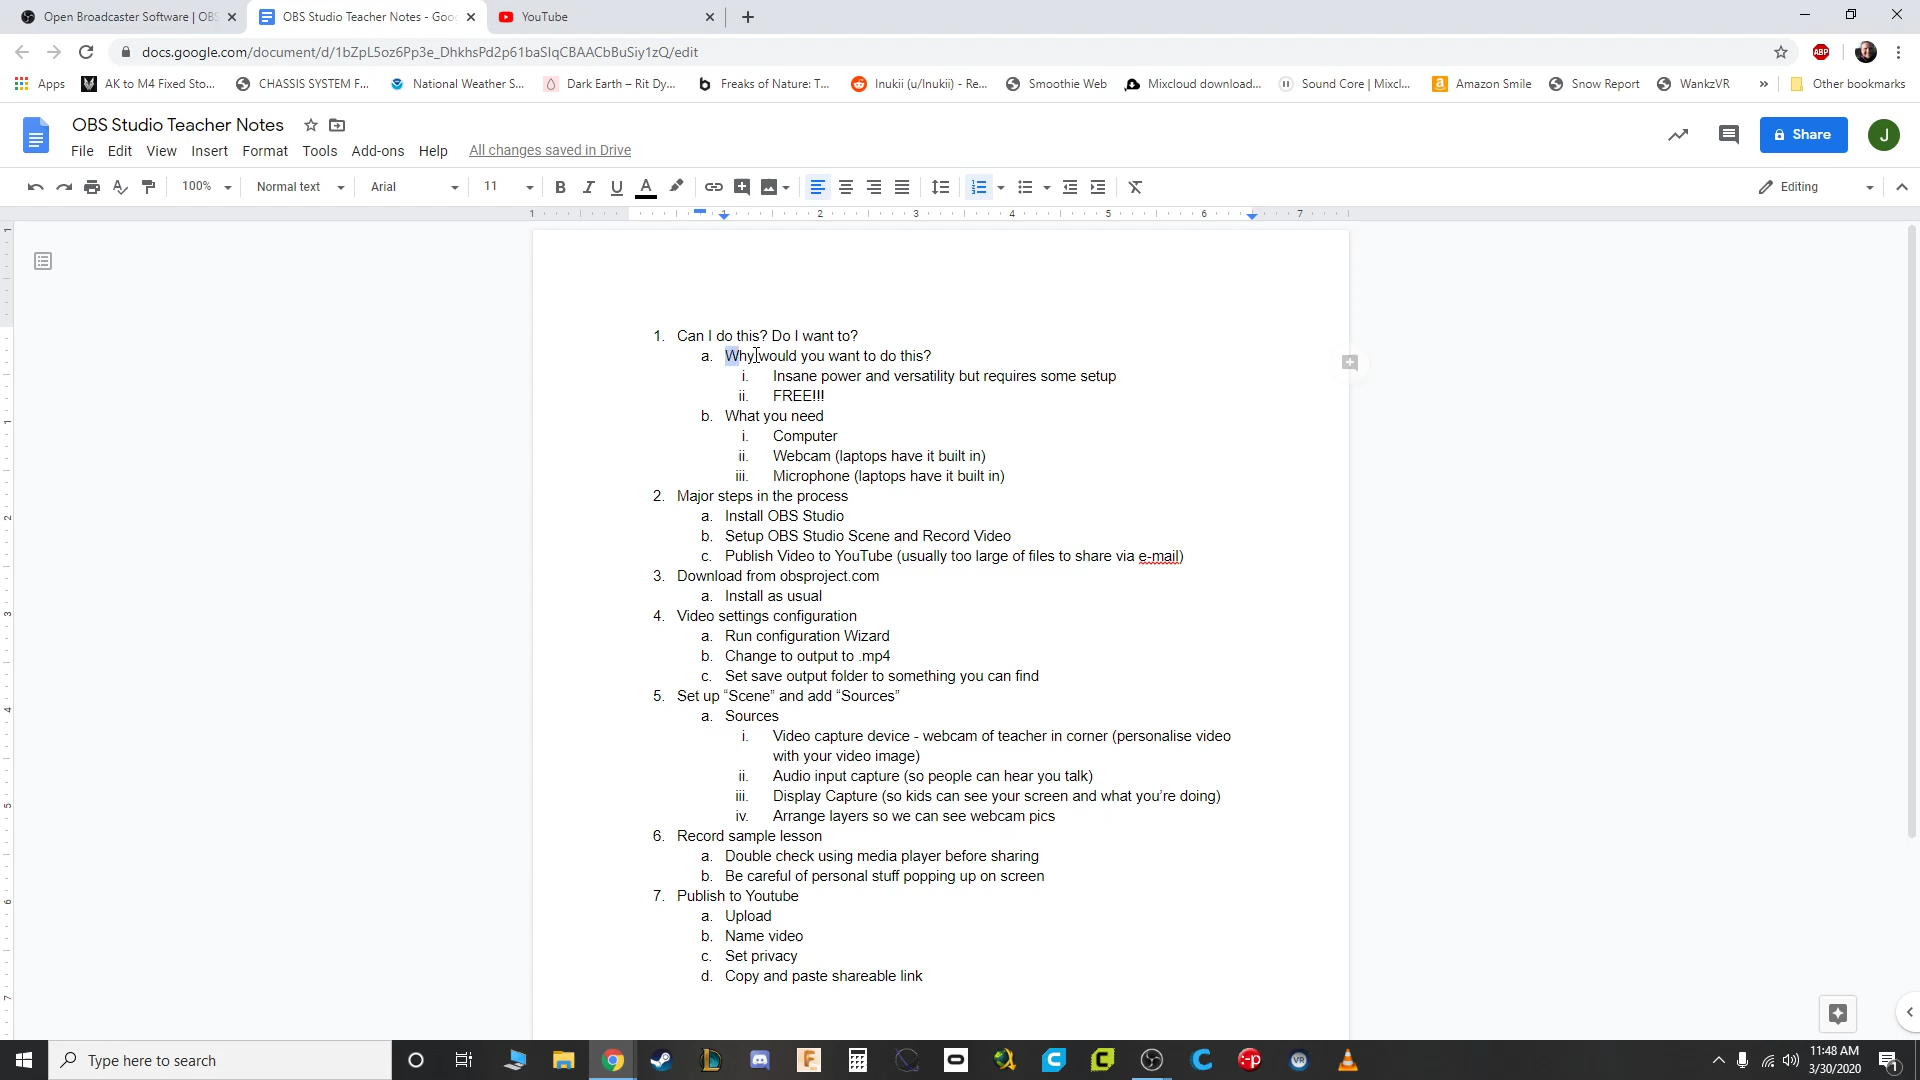 Open Broadcaster Software | OBS
OBS Studio Teacher Notes - Goo
YouTube
docs.google.com/document/d/1bZpL5oz6Pp3e_DhkhsPd2p61baSlqCBAACbBuSiy1zQ/edit
ABP
Apps
AK to M4 Fixed Sto...
CHASSIS SYSTEM F...
National Weather S...
Dark Earth – Rit Dy...
Freaks of Nature: T...
Inukii (u/Inukii) - Re...
Smoothie Web
Mixcloud download...
Sound Core | Mixcl...
Amazon Smile
Snow Report
WankzVR
»
Other bookmarks
OBS Studio Teacher Notes
File Edit View Insert Format Tools Add-ons Help All changes saved in Drive
Share
J
100% Normal text Arial 11 B I U A Editing
1 1 2 3 4 5 6 7
1. Can I do this? Do I want to?
a. Why would you want to do this?
i. Insane power and versatility but requires some setup
ii. FREE!!!
b. What you need
i. Computer
ii. Webcam (laptops have it built in)
iii. Microphone (laptops have it built in)
2. Major steps in the process
a. Install OBS Studio
b. Setup OBS Studio Scene and Record Video
c. Publish Video to YouTube (usually too large of files to share via e-mail)
3. Download from obsproject.com
a. Install as usual
4. Video settings configuration
a. Run configuration Wizard
b. Change to output to .mp4
c. Set save output folder to something you can find
5. Set up “Scene” and add “Sources”
a. Sources
i. Video capture device - webcam of teacher in corner (personalise video
with your video image)
ii. Audio input capture (so people can hear you talk)
iii. Display Capture (so kids can see your screen and what you’re doing)
iv. Arrange layers so we can see webcam pics
6. Record sample lesson
a. Double check using media player before sharing
b. Be careful of personal stuff popping up on screen
7. Publish to Youtube
a. Upload
b. Name video
c. Set privacy
d. Copy and paste shareable link
Type here to search
11:48 AM
3/30/2020
1